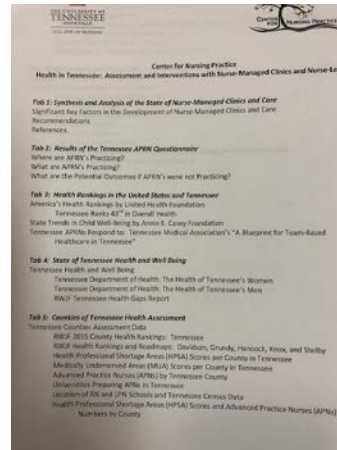 THE UNIVERSITY OF
TENNESSEE
KNOXVILLE
COLLEGE OF NURSING
CENTER
FOR NURSING PRACTICE
Center for Nursing Practice
Health in Tennessee: Assessment and Interventions with Nurse-Managed Clinics and Nurse-Le
Tab 1: Synthesis and Analysis of the State of Nurse-Managed Clinics and Care
Significant Key Factors in the Development of Nurse-Managed Clinics and Care
Recommendations
References
Tab 2: Results of the Tennessee APRN Questionnaire
Where are APRN's Practicing?
What are APRN's Practicing?
What are the Potential Outcomes if APRN's were not Practicing?
Tab 3: Health Rankings in the United States and Tennessee
America's Health Rankings by United Health Foundation
Tennessee Ranks 43rd in Overall Health
State Trends in Child Well-Being by Annie E. Casey Foundation
Tennessee APRNs Respond to: Tennessee Medical Association's "A Blueprint for Team-Based
Healthcare in Tennessee"
Tab 4: State of Tennessee Health and Well Being
Tennessee Health and Well Being
Tennessee Department of Health: The Health of Tennessee's Women
Tennessee Department of Health: The Health of Tennessee's Men
RWJF Tennessee Health Gaps Report
Tab 5: Counties of Tennessee Health Assessment
Tennessee Counties Assessment Data
RWJF 2015 County Health Rankings: Tennessee
RWJF Health Rankings and Roadmaps: Davidson, Grundy, Hancock, Knox, and Shelby
Health Professional Shortage Areas (HPSA) Scores per County in Tennessee
Medically Underserved Areas (MUA) Scores per County in Tennessee
Advanced Practice Nurses (APNs) by Tennessee County
Universities Preparing APNs in Tennessee
Location of RN and LPN Schools and Tennessee Census Data
Health Professional Shortage Areas (HPSA) Scores and Advanced Practice Nurses (APNs)
Numbers by County